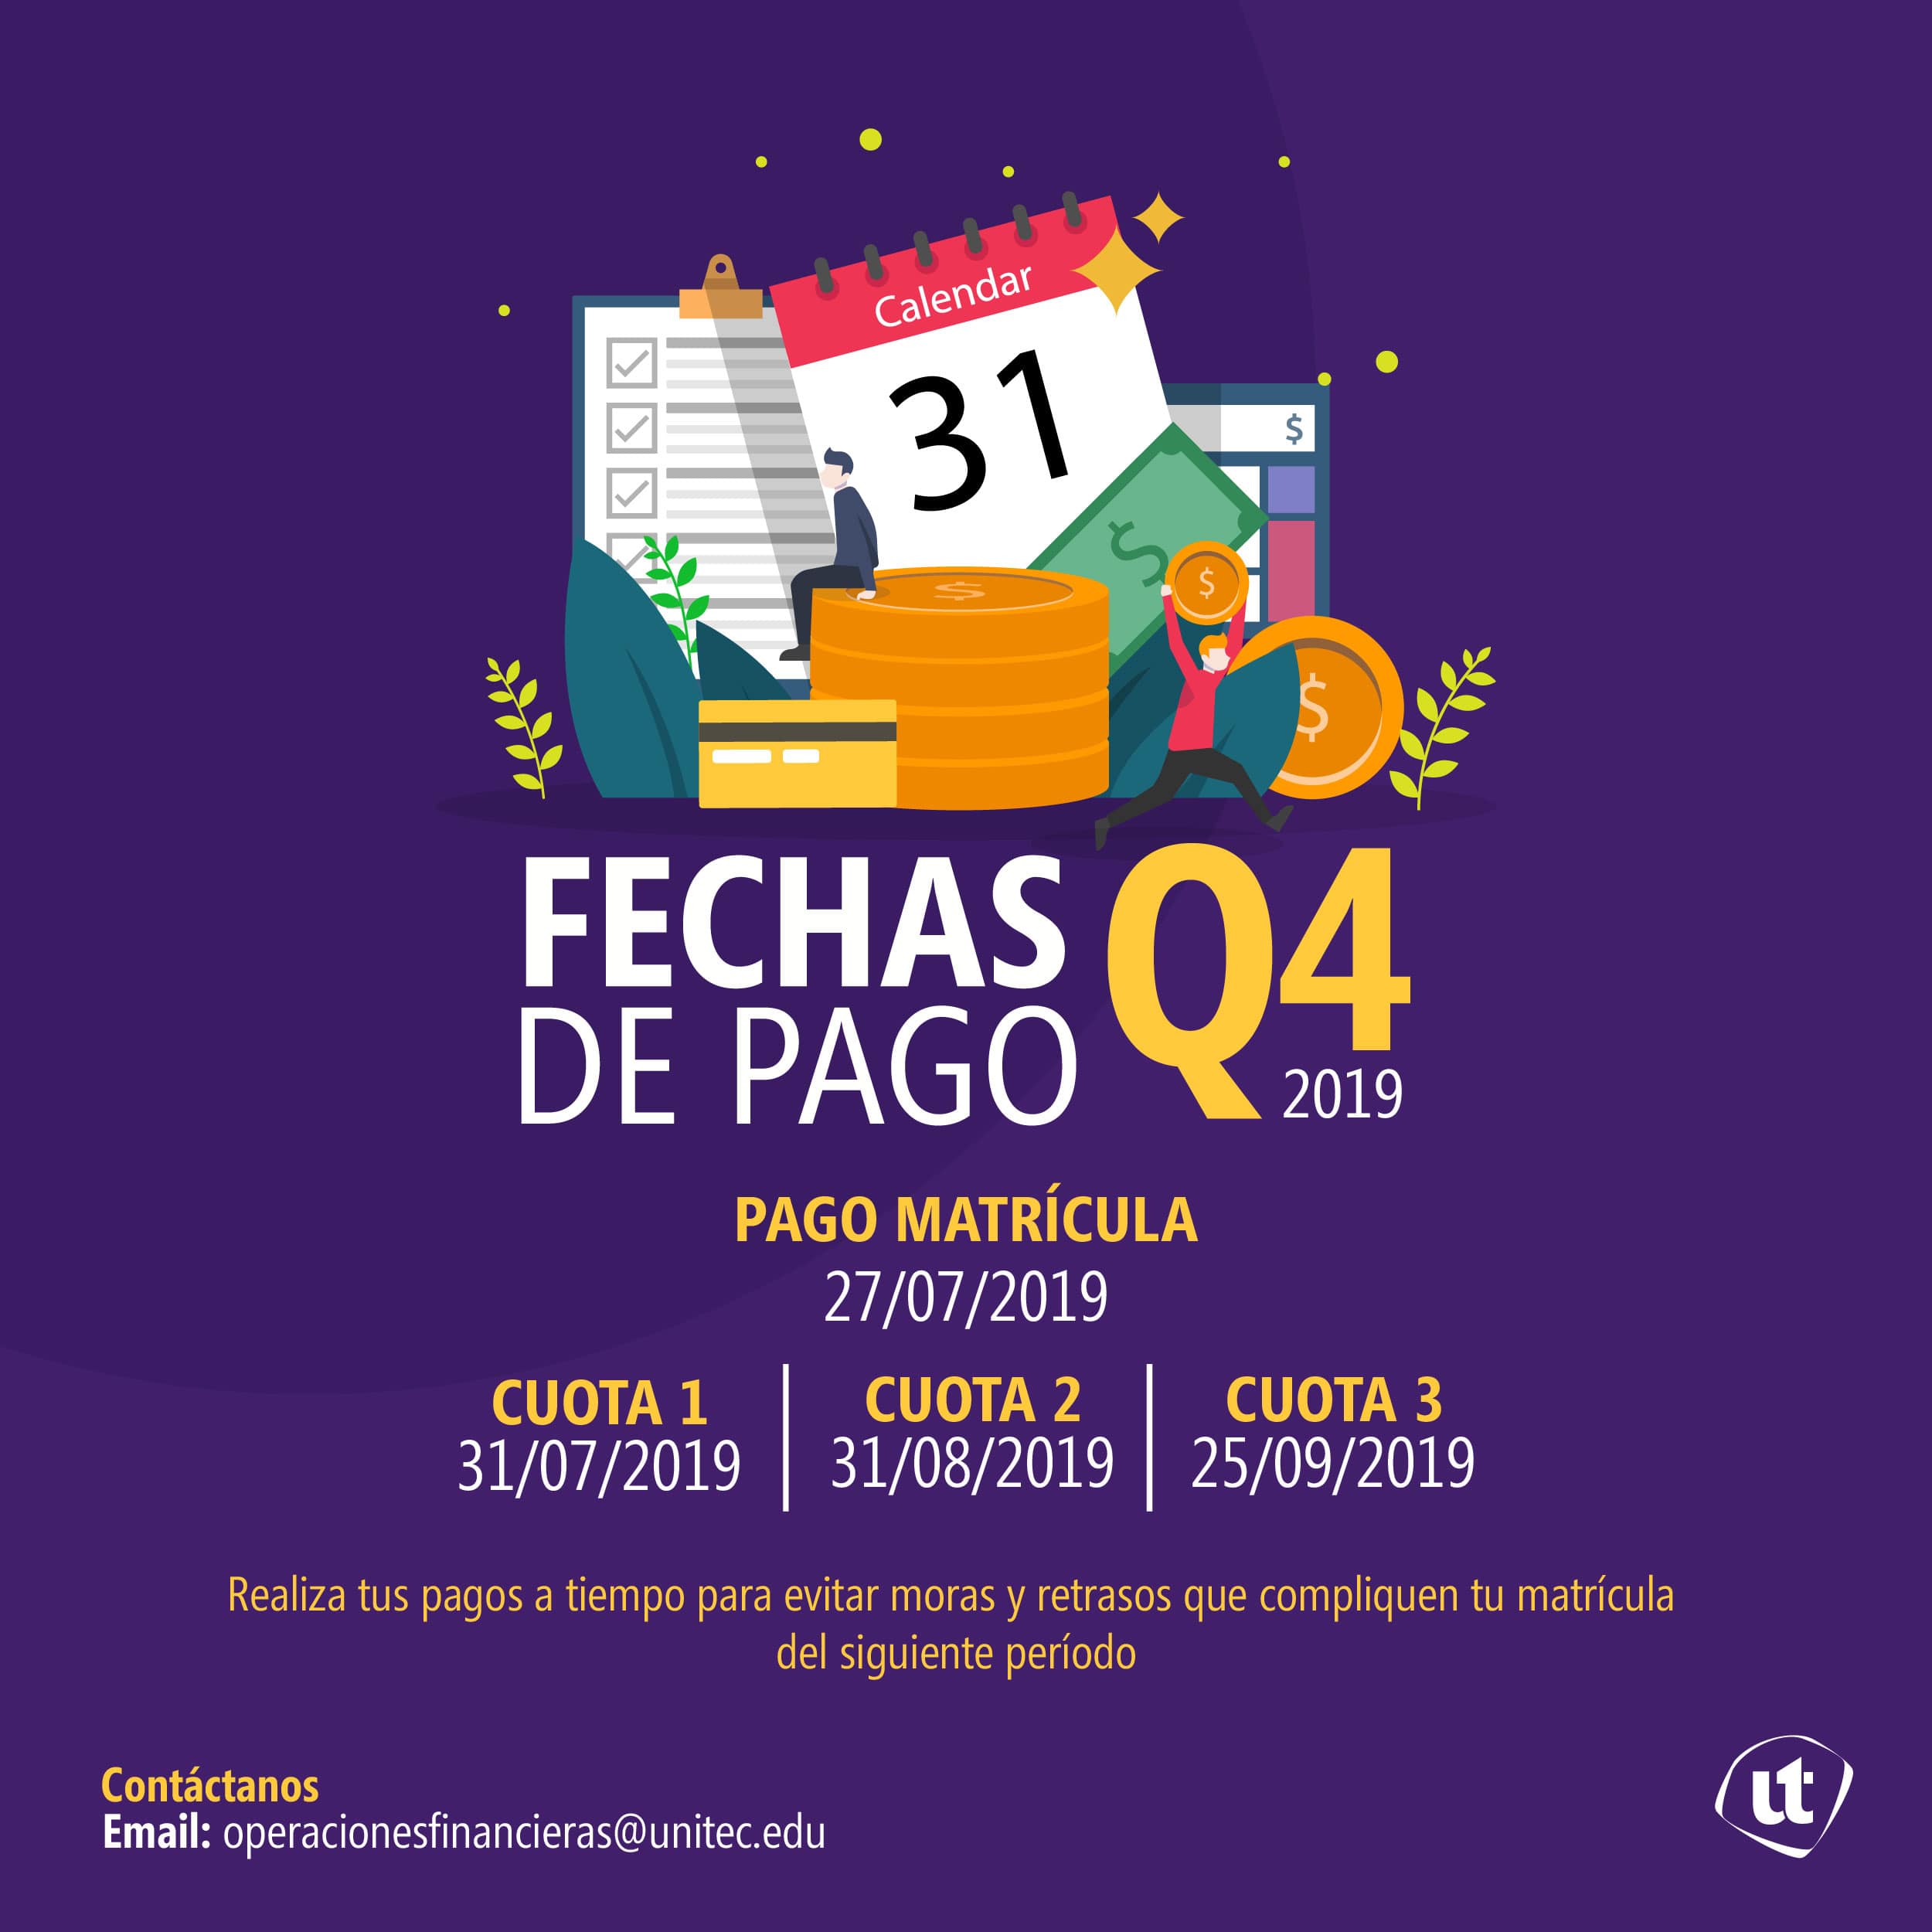 Calendar
31
$
$
$
$
$
FECHAS
DE PAGO
Q4
2019
PAGO MATRÍCULA
27/07/2019
CUOTA 1
31/07/2019
CUOTA 2
31/08/2019
CUOTA 3
25/09/2019
Realiza tus pagos a tiempo para evitar moras y retrasos que compliquen tu matrícula
del siguiente período
Contáctanos
Email: operacionesfinancieras@unitec.edu
ut